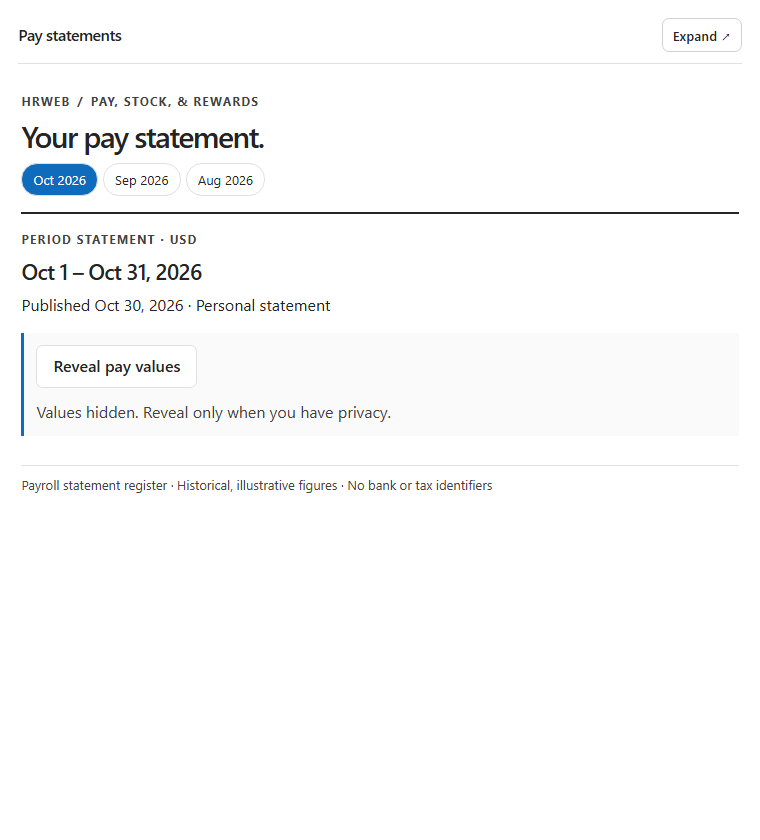 Pay statements
Expand ↗
HRWEB / PAY, STOCK, & REWARDS
Your pay statement.
Oct 2026
Sep 2026
Aug 2026
PERIOD STATEMENT · USD
Oct 1 – Oct 31, 2026
Published Oct 30, 2026 · Personal statement
Reveal pay values
Values hidden. Reveal only when you have privacy.
Payroll statement register · Historical, illustrative figures · No bank or tax identifiers